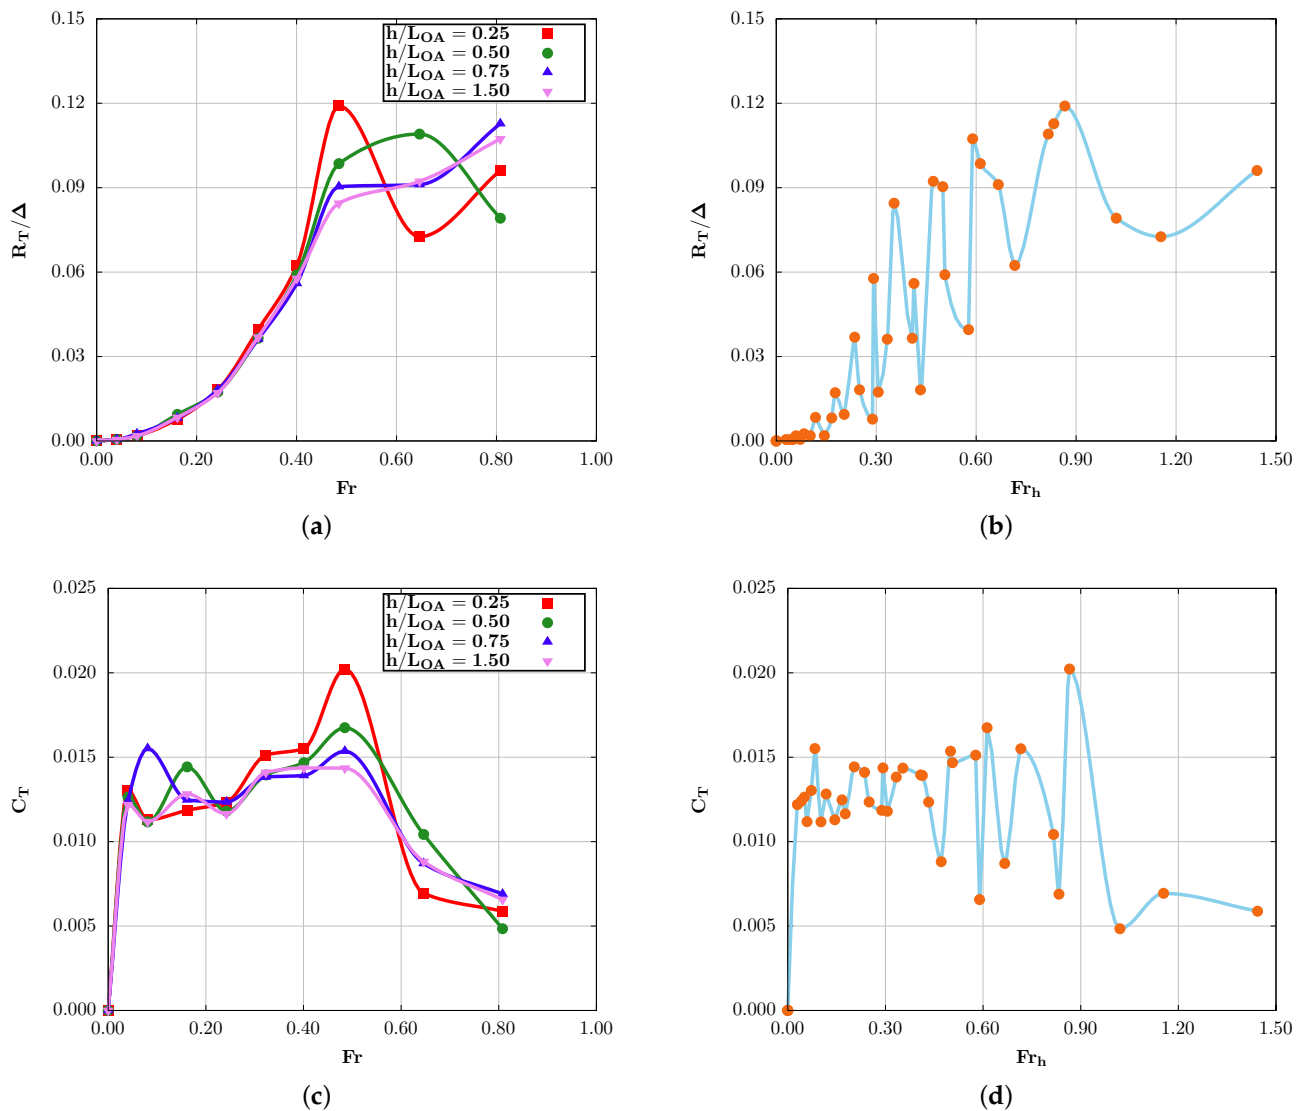 0.15
0.12
0.09
0.06
0.03
0.00
R_T/Δ
h/L_OA = 0.25
h/L_OA = 0.50
h/L_OA = 0.75
h/L_OA = 1.50
0.00 0.20 0.40 0.60 0.80 1.00
Fr
(a)
0.15
0.12
0.09
0.06
0.03
0.00
R_T/Δ
0.00 0.30 0.60 0.90 1.20 1.50
Fr_h
(b)
0.025
0.020
0.015
0.010
0.005
0.000
C_T
h/L_OA = 0.25
h/L_OA = 0.50
h/L_OA = 0.75
h/L_OA = 1.50
0.00 0.20 0.40 0.60 0.80 1.00
Fr
(c)
0.025
0.020
0.015
0.010
0.005
0.000
C_T
0.00 0.30 0.60 0.90 1.20 1.50
Fr_h
(d)